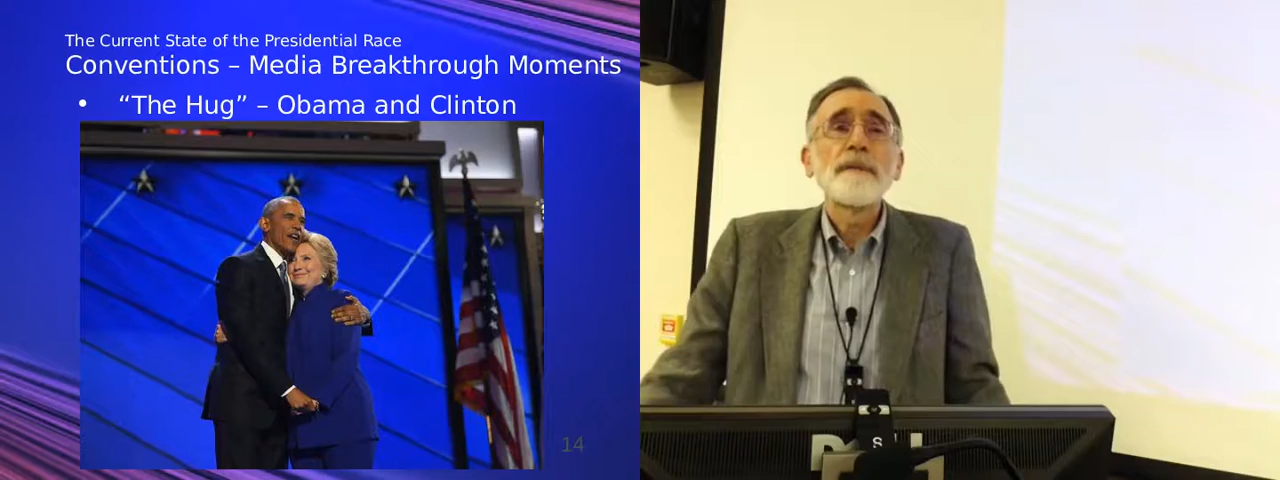 The Current State of the Presidential Race
Conventions – Media Breakthrough Moments
• “The Hug” – Obama and Clinton
14